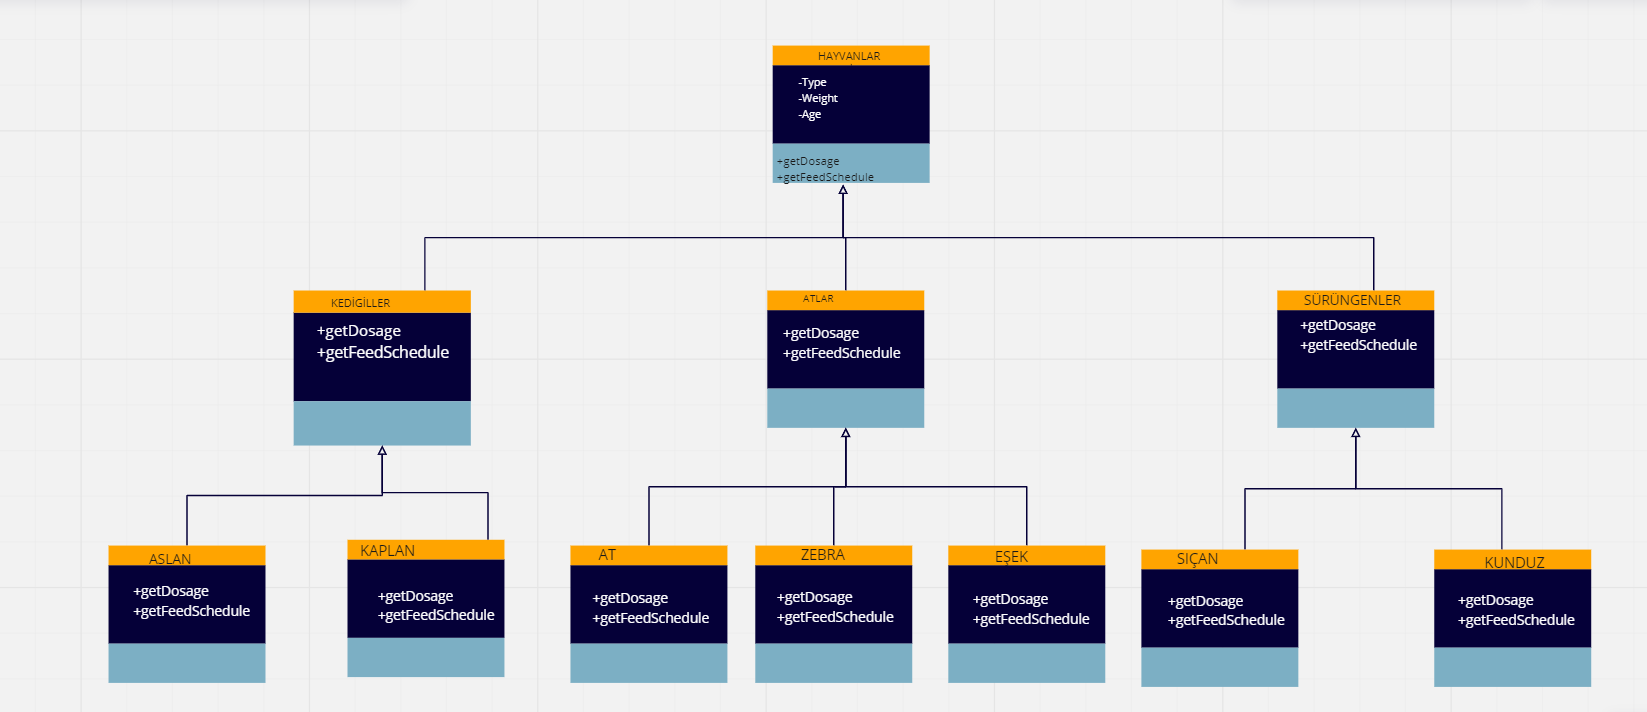 HAYVANLAR
-Type
-Weight
-Age
+getDosage
+getFeedSchedule
KEDİGİLLER
+getDosage
+getFeedSchedule
ATLAR
+getDosage
+getFeedSchedule
SÜRÜNGENLER
+getDosage
+getFeedSchedule
ASLAN
+getDosage
+getFeedSchedule
KAPLAN
+getDosage
+getFeedSchedule
AT
+getDosage
+getFeedSchedule
ZEBRA
+getDosage
+getFeedSchedule
EŞEK
+getDosage
+getFeedSchedule
SIÇAN
+getDosage
+getFeedSchedule
KUNDUZ
+getDosage
+getFeedSchedule